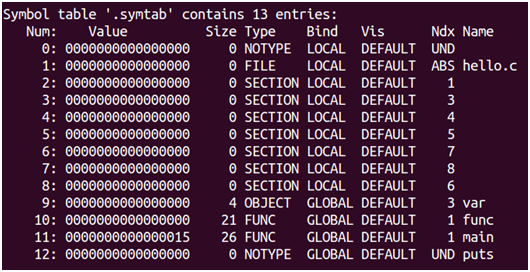 Symbol table '.symtab' contains 13 entries:
   Num:    Value          Size Type    Bind   Vis      Ndx Name
     0: 0000000000000000     0 NOTYPE  LOCAL  DEFAULT  UND
     1: 0000000000000000     0 FILE    LOCAL  DEFAULT  ABS hello.c
     2: 0000000000000000     0 SECTION LOCAL  DEFAULT    1
     3: 0000000000000000     0 SECTION LOCAL  DEFAULT    3
     4: 0000000000000000     0 SECTION LOCAL  DEFAULT    4
     5: 0000000000000000     0 SECTION LOCAL  DEFAULT    5
     6: 0000000000000000     0 SECTION LOCAL  DEFAULT    7
     7: 0000000000000000     0 SECTION LOCAL  DEFAULT    8
     8: 0000000000000000     0 SECTION LOCAL  DEFAULT    6
     9: 0000000000000000     4 OBJECT  GLOBAL DEFAULT    3 var
    10: 0000000000000000    21 FUNC    GLOBAL DEFAULT    1 func
    11: 0000000000000015    26 FUNC    GLOBAL DEFAULT    1 main
    12: 0000000000000000     0 NOTYPE  GLOBAL DEFAULT  UND puts